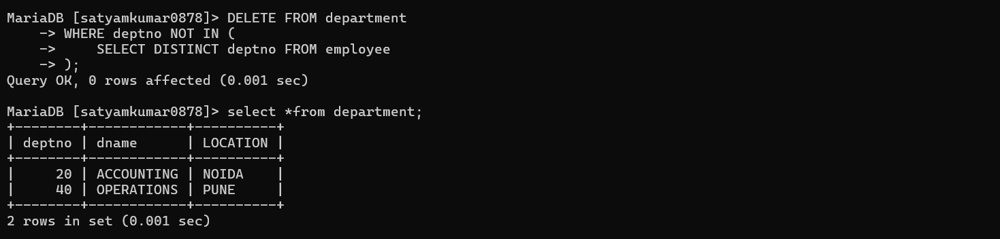 MariaDB [satyamkumar0878]> DELETE FROM department
    -> WHERE deptno NOT IN (
    ->     SELECT DISTINCT deptno FROM employee
    -> );
Query OK, 0 rows affected (0.001 sec)

MariaDB [satyamkumar0878]> select *from department;
+--------+------------+----------+
| deptno | dname      | LOCATION |
+--------+------------+----------+
|     20 | ACCOUNTING | NOIDA    |
|     40 | OPERATIONS | PUNE     |
+--------+------------+----------+
2 rows in set (0.001 sec)